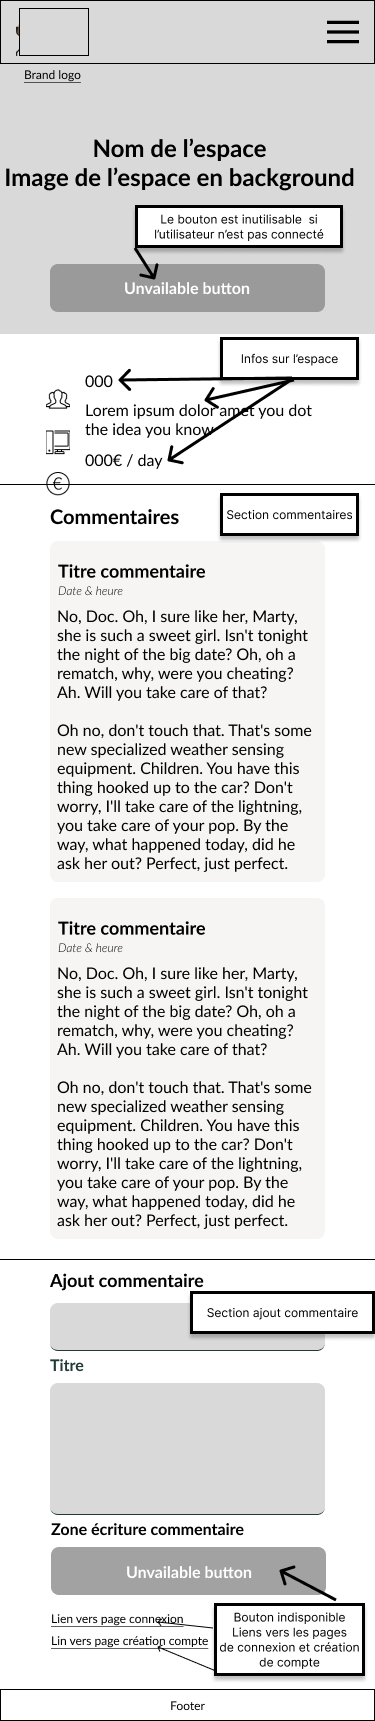 Brand logo
Nom de l'espace
Image de l'espace en background
Le bouton est inutilisable si
l'utilisateur n'est pas connecté
Unvailable button
Infos sur l'espace
000
Lorem ipsum dolor amet you dot
the idea you know
000€ / day
€
Commentaires
Section commentaires
Titre commentaire
Date & heure
No, Doc. Oh, I sure like her, Marty,
she is such a sweet girl. Isn't tonight
the night of the big date? Oh, oh a
rematch, why, were you cheating?
Ah. Will you take care of that?
Oh no, don't touch that. That's some
new specialized weather sensing
equipment. Children. You have this
thing hooked up to the car? Don't
worry, I'll take care of the lightning,
you take care of your pop. By the
way, what happened today, did he
ask her out? Perfect, just perfect.
Titre commentaire
Date & heure
No, Doc. Oh, I sure like her, Marty,
she is such a sweet girl. Isn't tonight
the night of the big date? Oh, oh a
rematch, why, were you cheating?
Ah. Will you take care of that?
Oh no, don't touch that. That's some
new specialized weather sensing
equipment. Children. You have this
thing hooked up to the car? Don't
worry, I'll take care of the lightning,
you take care of your pop. By the
way, what happened today, did he
ask her out? Perfect, just perfect.
Ajout commentaire
Section ajout commentaire
Titre
Zone écriture commentaire
Unvailable button
Lien vers page connexion
Lin vers page création compte
Bouton indisponible
Liens vers les pages
de connexion et création
de compte
Footer